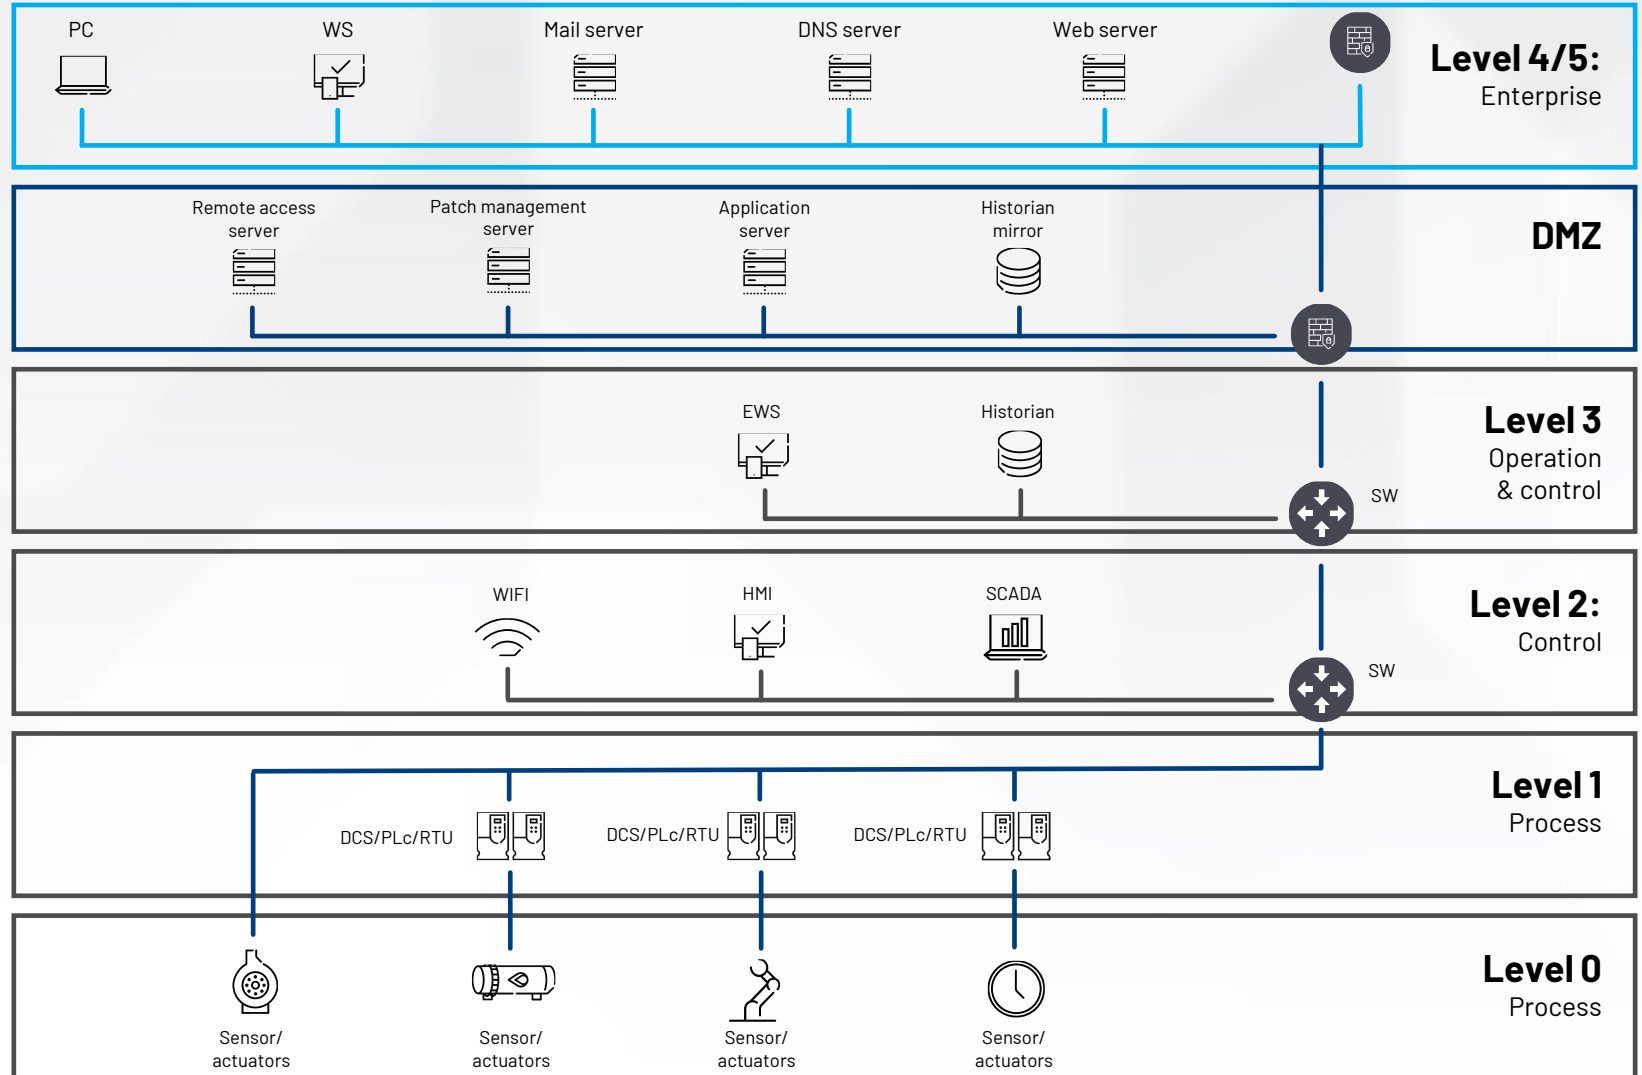 PC
WS
Mail server
DNS server
Web server
Level 4/5:
Enterprise
Remote access
server
Patch management
server
Application
server
Historian
mirror
DMZ
EWS
Historian
SW
Level 3
Operation
& control
WIFI
HMI
SCADA
SW
Level 2:
Control
DCS/PLc/RTU
DCS/PLc/RTU
DCS/PLc/RTU
Level 1
Process
Sensor/
actuators
Sensor/
actuators
Sensor/
actuators
Sensor/
actuators
Level 0
Process